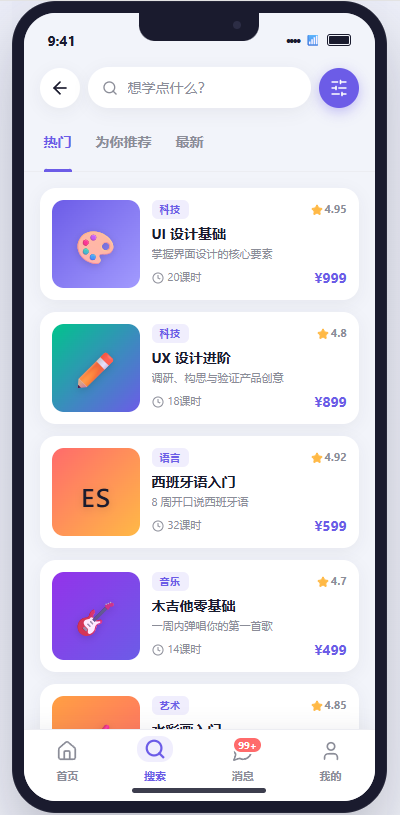 9:41
想学点什么?
热门 为你推荐 最新
科技 4.95
UI 设计基础
掌握界面设计的核心要素
20课时 ¥999
科技 4.8
UX 设计进阶
调研、构思与验证产品创意
18课时 ¥899
ES
语言 4.92
西班牙语入门
8 周开口说西班牙语
32课时 ¥599
音乐 4.7
木吉他零基础
一周内弹唱你的第一首歌
14课时 ¥499
艺术 4.85
水彩画入门
99+
首页 搜索 消息 我的